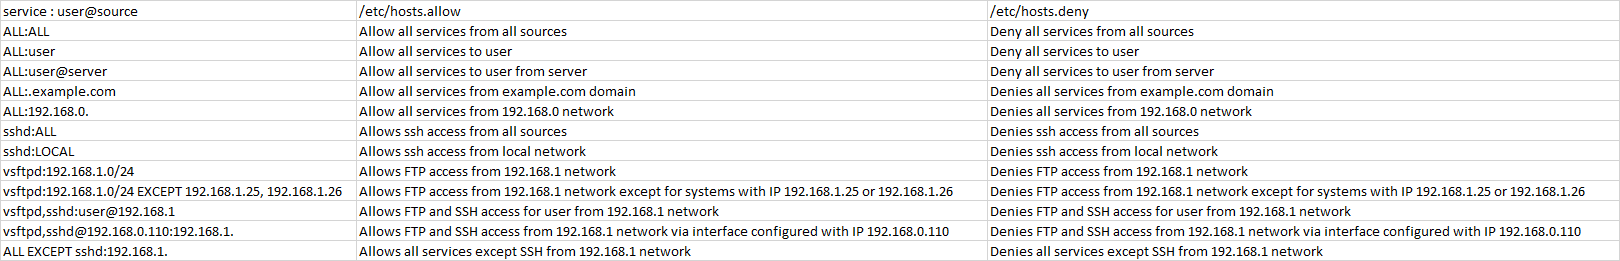 service : user@source /etc/hosts.allow /etc/hosts.deny
ALL:ALL Allow all services from all sources Deny all services from all sources
ALL:user Allow all services to user Deny all services to user
ALL:user@server Allow all services to user from server Deny all services to user from server
ALL:.example.com Allow all services from example.com domain Denies all services from example.com domain
ALL:192.168.0. Allow all services from 192.168.0 network Denies all services from 192.168.0 network
sshd:ALL Allows ssh access from all sources Denies ssh access from all sources
sshd:LOCAL Allows ssh access from local network Denies ssh access from local network
vsftpd:192.168.1.0/24 Allows FTP access from 192.168.1 network Denies FTP access from 192.168.1 network
vsftpd:192.168.1.0/24 EXCEPT 192.168.1.25, 192.168.1.26 Allows FTP access from 192.168.1 network except for systems with IP 192.168.1.25 or 192.168.1.26 Denies FTP access from 192.168.1 network except for systems with IP 192.168.1.25 or 192.168.1.26
vsftpd,sshd:user@192.168.1 Allows FTP and SSH access for user from 192.168.1 network Denies FTP and SSH access for user from 192.168.1 network
vsftpd,sshd@192.168.0.110:192.168.1. Allows FTP and SSH access from 192.168.1 network via interface configured with IP 192.168.0.110 Denies FTP and SSH access from 192.168.1 network via interface configured with IP 192.168.0.110
ALL EXCEPT sshd:192.168.1. Allows all services except SSH from 192.168.1 network Denies all services except SSH from 192.168.1 network